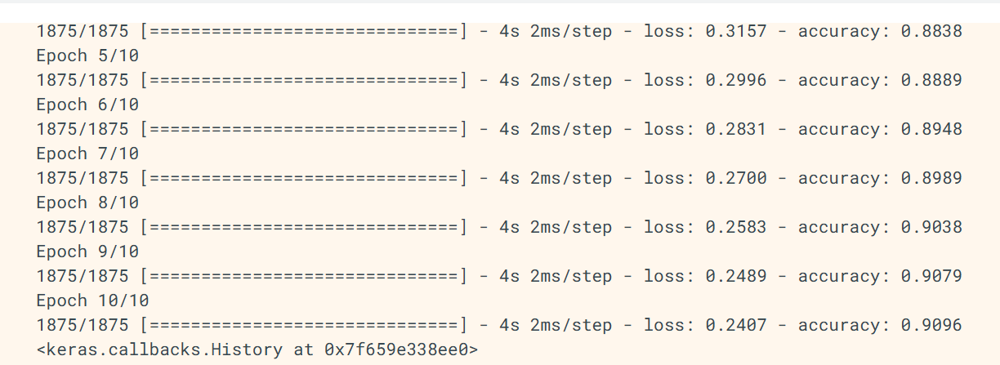 1875/1875 [==============================] - 4s 2ms/step - loss: 0.3157 - accuracy: 0.8838
Epoch 5/10
1875/1875 [==============================] - 4s 2ms/step - loss: 0.2996 - accuracy: 0.8889
Epoch 6/10
1875/1875 [==============================] - 4s 2ms/step - loss: 0.2831 - accuracy: 0.8948
Epoch 7/10
1875/1875 [==============================] - 4s 2ms/step - loss: 0.2700 - accuracy: 0.8989
Epoch 8/10
1875/1875 [==============================] - 4s 2ms/step - loss: 0.2583 - accuracy: 0.9038
Epoch 9/10
1875/1875 [==============================] - 4s 2ms/step - loss: 0.2489 - accuracy: 0.9079
Epoch 10/10
1875/1875 [==============================] - 4s 2ms/step - loss: 0.2407 - accuracy: 0.9096
<keras.callbacks.History at 0x7f659e338ee0>